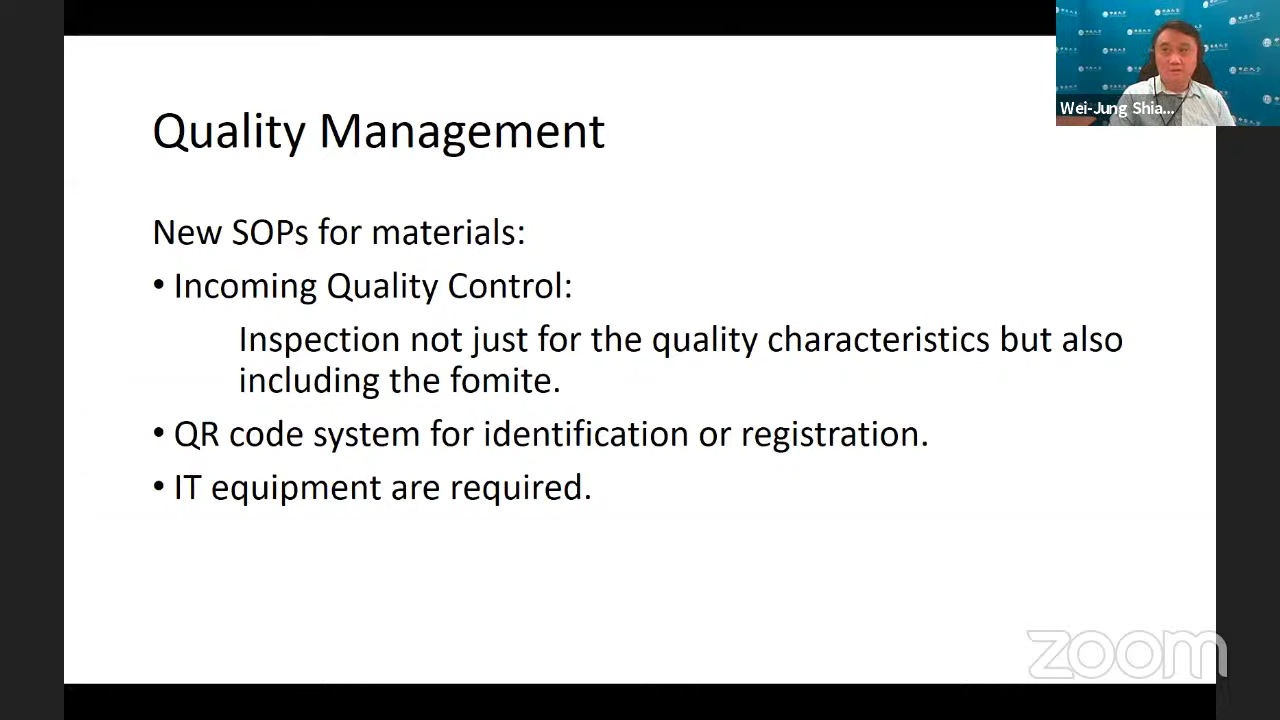 Quality Management
Wei-Jung Shia...
New SOPs for materials:
• Incoming Quality Control:
Inspection not just for the quality characteristics but also
including the fomite.
• QR code system for identification or registration.
• IT equipment are required.
zoom